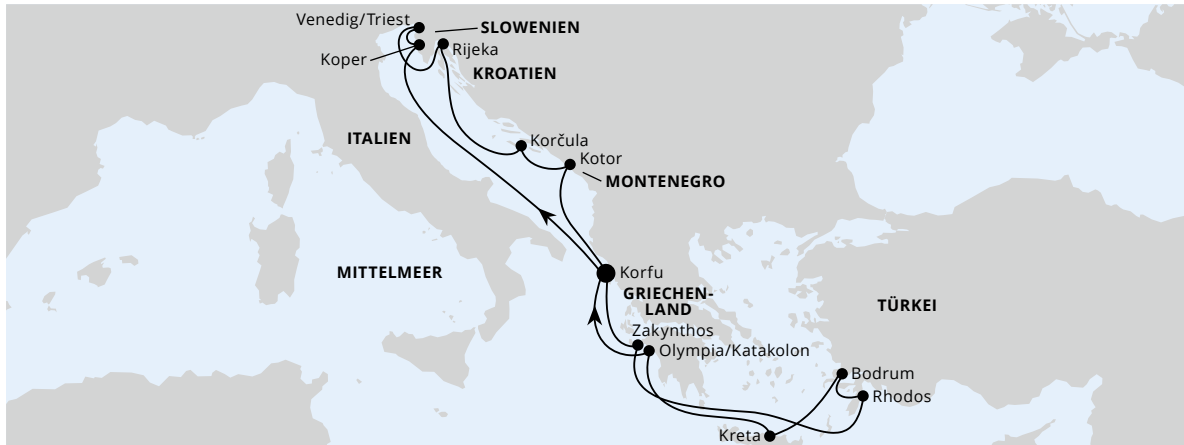 Venedig/Triest
SLOWENIEN
Koper
Rijeka
KROATIEN
ITALIEN
Korčula
Kotor
MONTENEGRO
MITTELMEER
Korfu
GRIECHEN-
LAND
TÜRKEI
Zakynthos
Olympia/Katakolon
Bodrum
Rhodos
Kreta